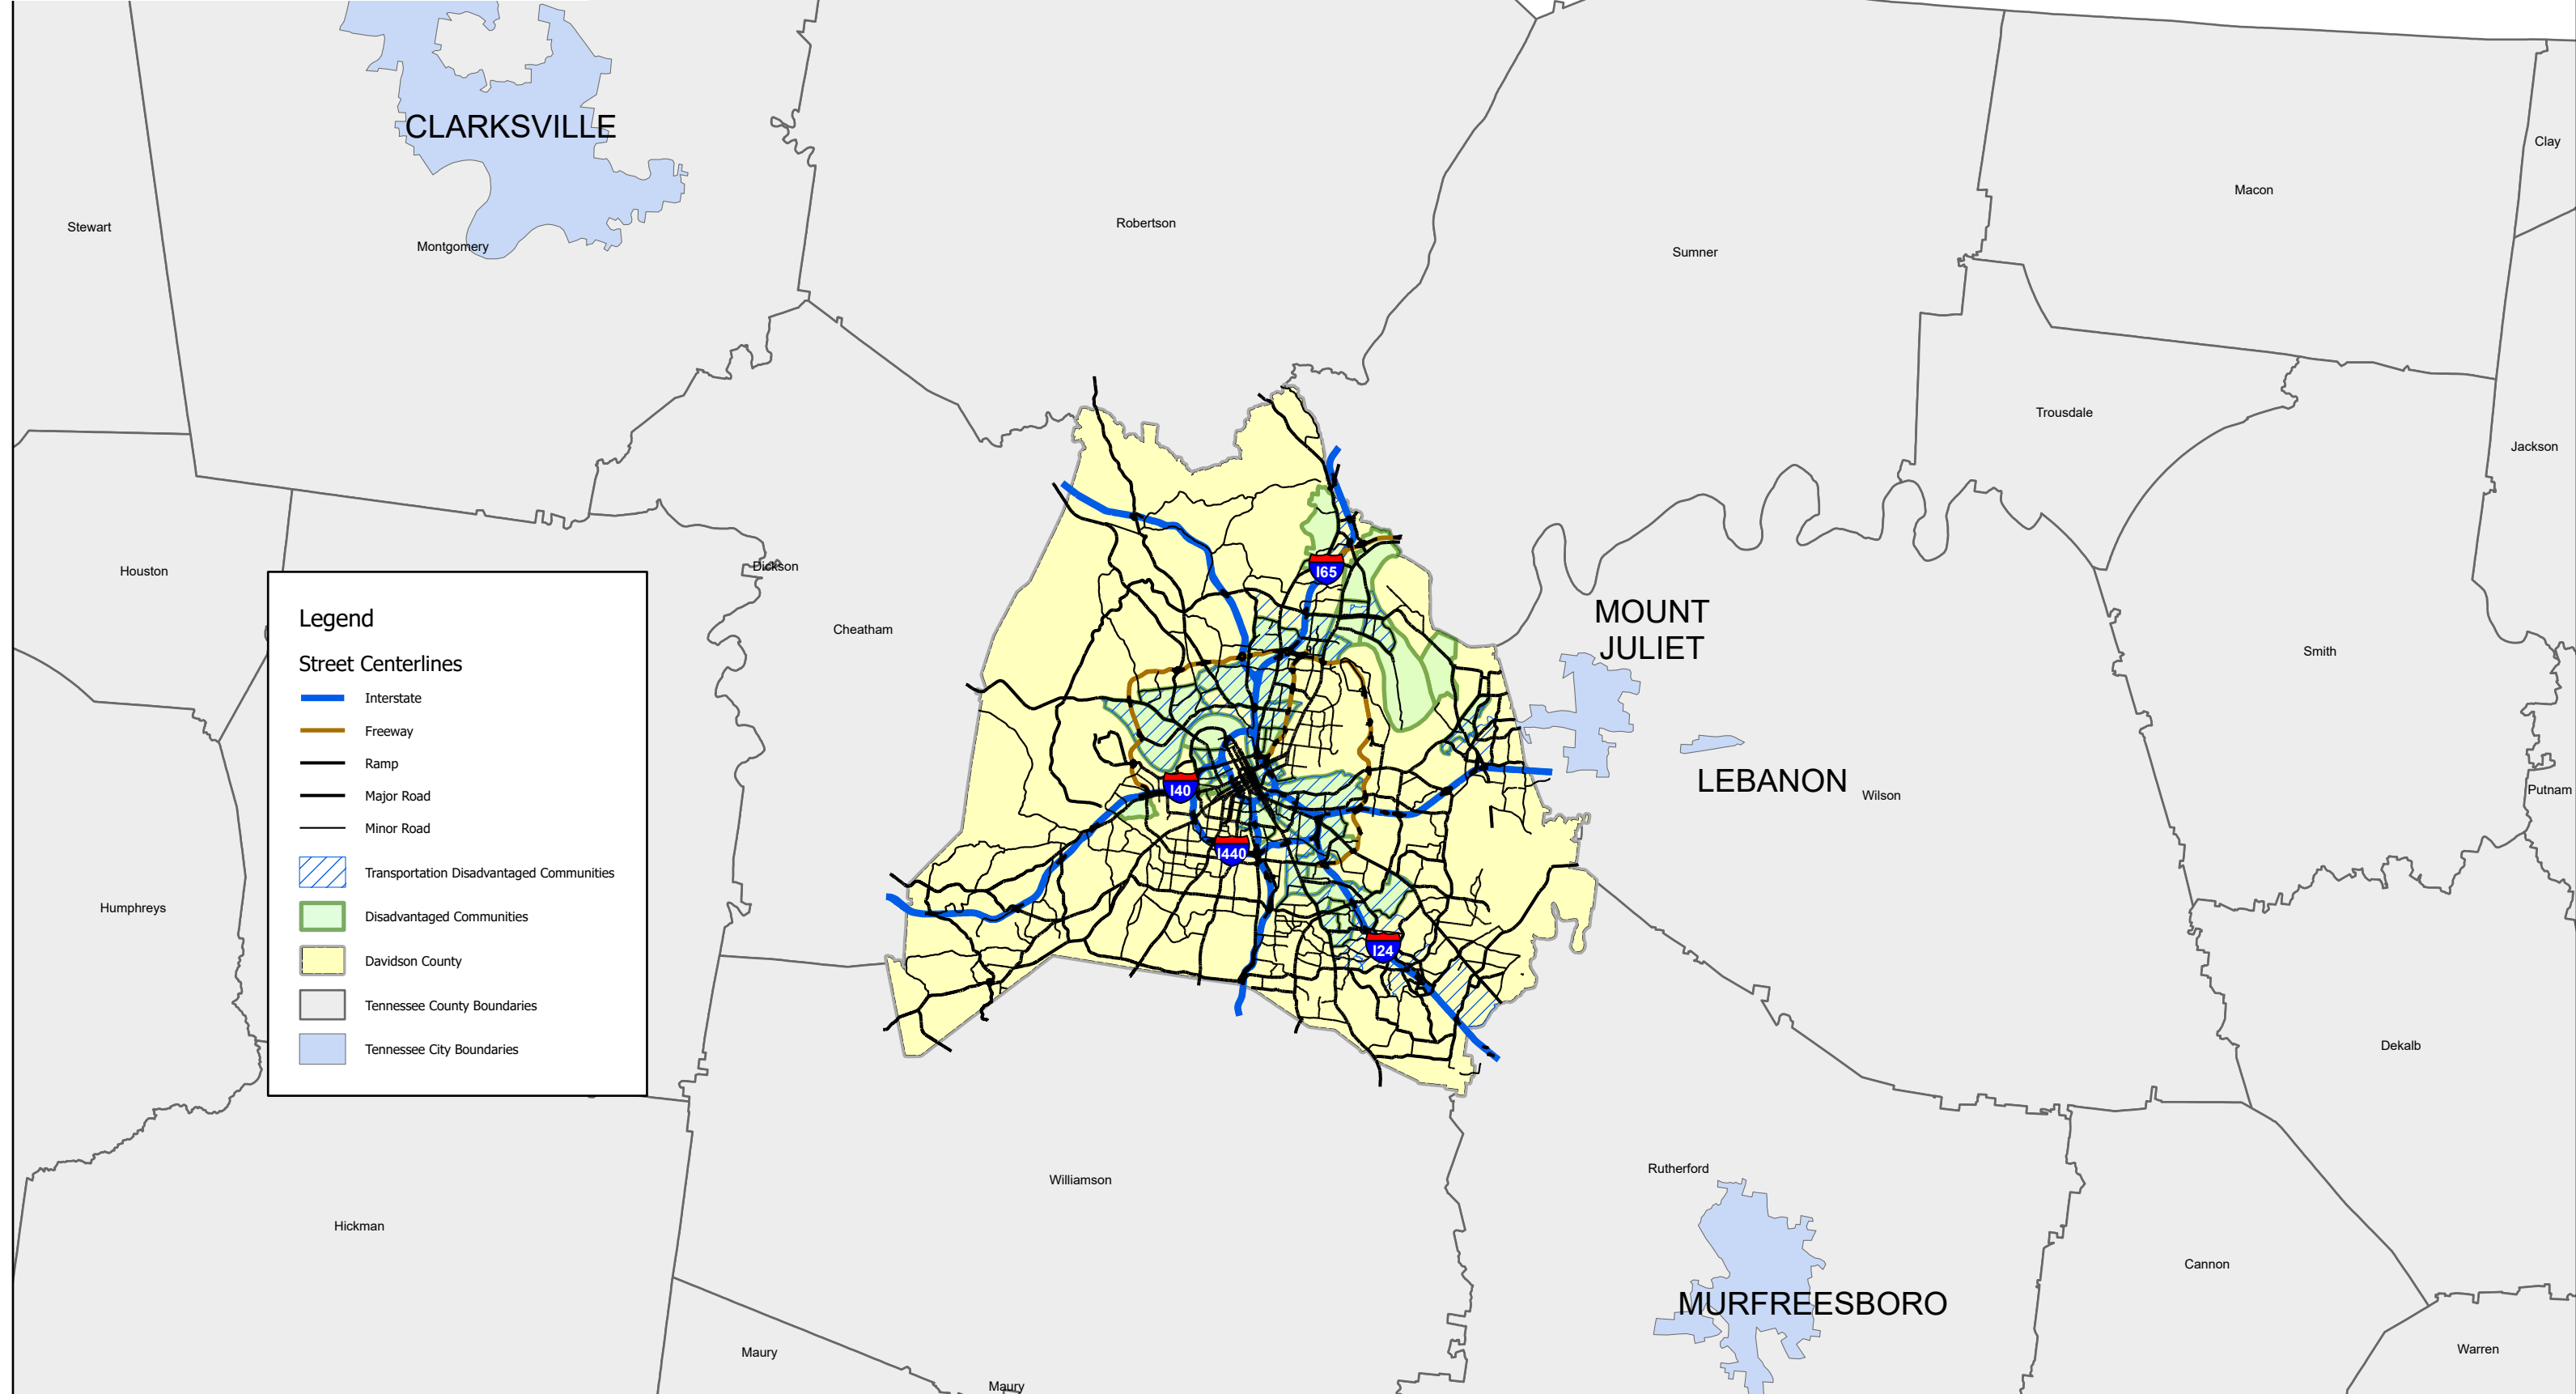 CLARKSVILLE
Clay
Macon
Robertson
Stewart
Montgomery
Sumner
Trousdale
Jackson
Dickson
Houston
MOUNT
JULIET
Cheatham
Smith
LEBANON
Putnam
Wilson
I65
I40
I440
I24
Legend
Street Centerlines
Interstate
Freeway
Ramp
Major Road
Minor Road
Transportation Disadvantaged Communities
Disadvantaged Communities
Davidson County
Tennessee County Boundaries
Tennessee City Boundaries
Humphreys
Dekalb
Rutherford
Williamson
Hickman
Cannon
MURFREESBORO
Warren
Maury
Maury